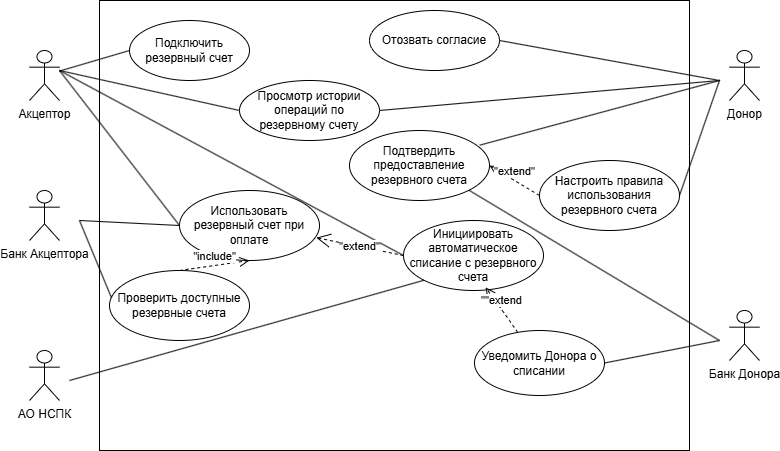 Подключить
резервный счет
Отозвать согласие
Акцептор
Просмотр истории
операций по
резервному счету
Донор
Подтвердить
предоставление
резервного счета
"extend"
Настроить правила
использования
резервного счета
Банк Акцептора
Использовать
резервный счет при
оплате
"extend"
Инициировать
автоматическое
списание с резервного
счета
"include"
Проверить доступные
резервные счета
""extend
АО НСПК
Уведомить Донора о
списании
Банк Донора